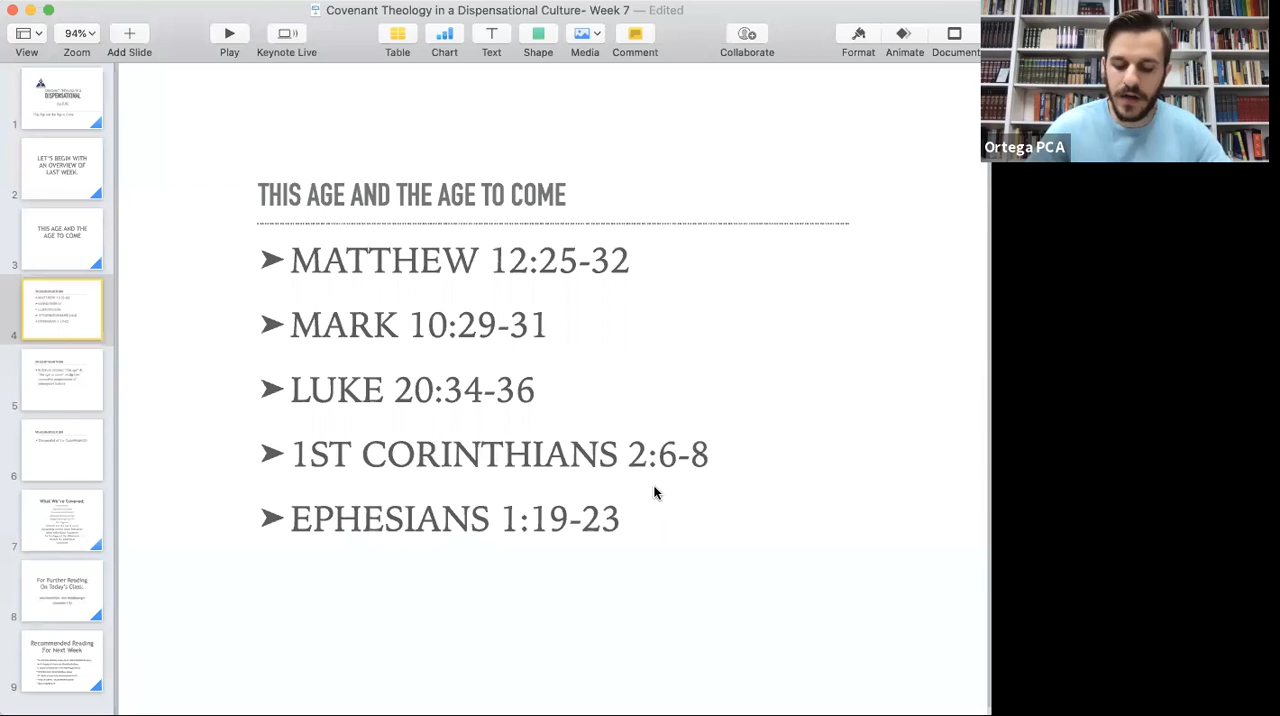 Covenant Theology in a Dispensational Culture- Week 7 — Edited
94%
View Zoom Add Slide Play Keynote Live Table Chart Text Shape Media Comment Collaborate Format Animate Document
Ortega PCA
1
DISPENSATIONAL
2
LET'S BEGIN WITH
AN OVERVIEW OF
LAST WEEK.
3
THIS AGE AND THE
AGE TO COME
4
5
6
7
What We've Covered
8
For Further Reading
On Today's Class:
9
Recommended Reading
For Next Week
THIS AGE AND THE AGE TO COME
➤ MATTHEW 12:25-32
➤ MARK 10:29-31
➤ LUKE 20:34-36
➤ 1ST CORINTHIANS 2:6-8
➤ EPHESIANS 1:19-23